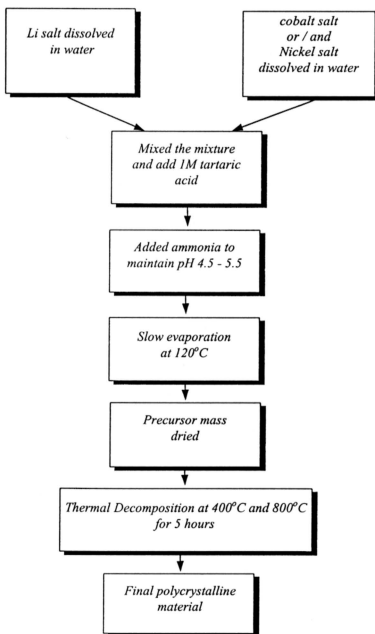 Li salt dissolved
in water
cobalt salt
or / and
Nickel salt
dissolved in water
Mixed the mixture
and add 1M tartaric
acid
Added ammonia to
maintain pH 4.5 - 5.5
Slow evaporation
at 120°C
Precursor mass
dried
Thermal Decomposition at 400°C and 800°C
for 5 hours
Final polycrystalline
material